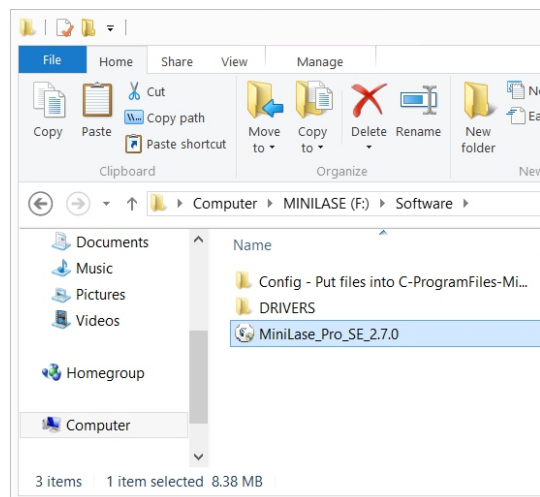 File Home Share View Manage
Copy
Paste
Cut
Copy path
Paste shortcut
Clipboard
Move to
Copy to
Delete
Rename
Organize
New folder
Computer MINILASE (F:) Software
Documents
Music
Pictures
Videos
Homegroup
Computer
Name
Config - Put files into C-ProgramFiles-Mi...
DRIVERS
MiniLase_Pro_SE_2.7.0
3 items 1 item selected 8.38 MB